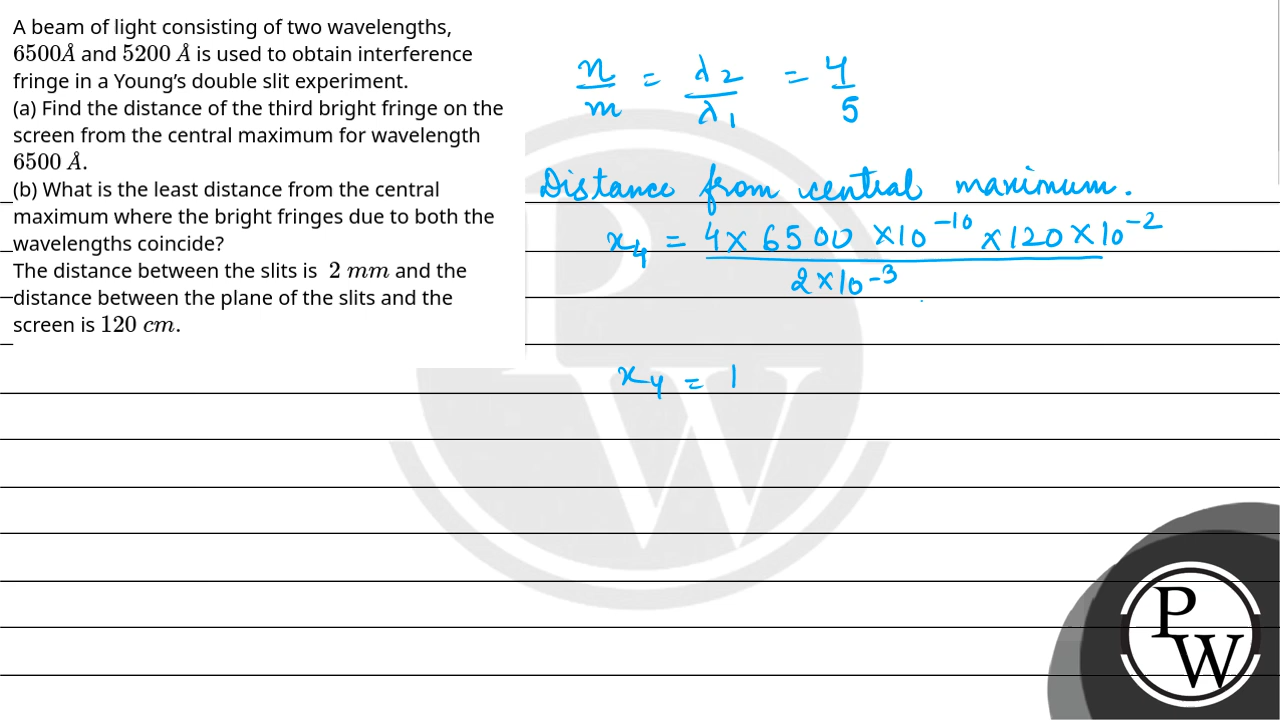 A beam of light consisting of two wavelengths,
6500Å and 5200 Å is used to obtain interference
fringe in a Young’s double slit experiment.
(a) Find the distance of the third bright fringe on the
screen from the central maximum for wavelength
6500 Å.
(b) What is the least distance from the central
maximum where the bright fringes due to both the
wavelengths coincide?
The distance between the slits is 2 mm and the
distance between the plane of the slits and the
screen is 120 cm.
n/m = λ2/λ1 = 4/5
Distance from central maximum.
x4 = 4×6500×10^-10×120×10^-2
2×10^-3
x4 = 1
P
W
P
W